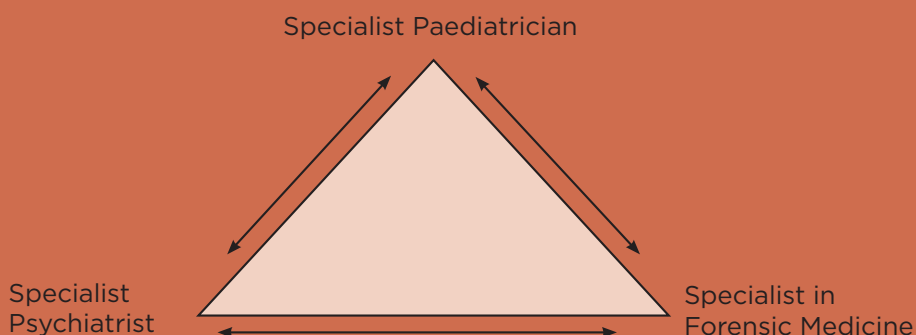 Specialist Paediatrician
Specialist
Psychiatrist
Specialist in
Forensic Medicine